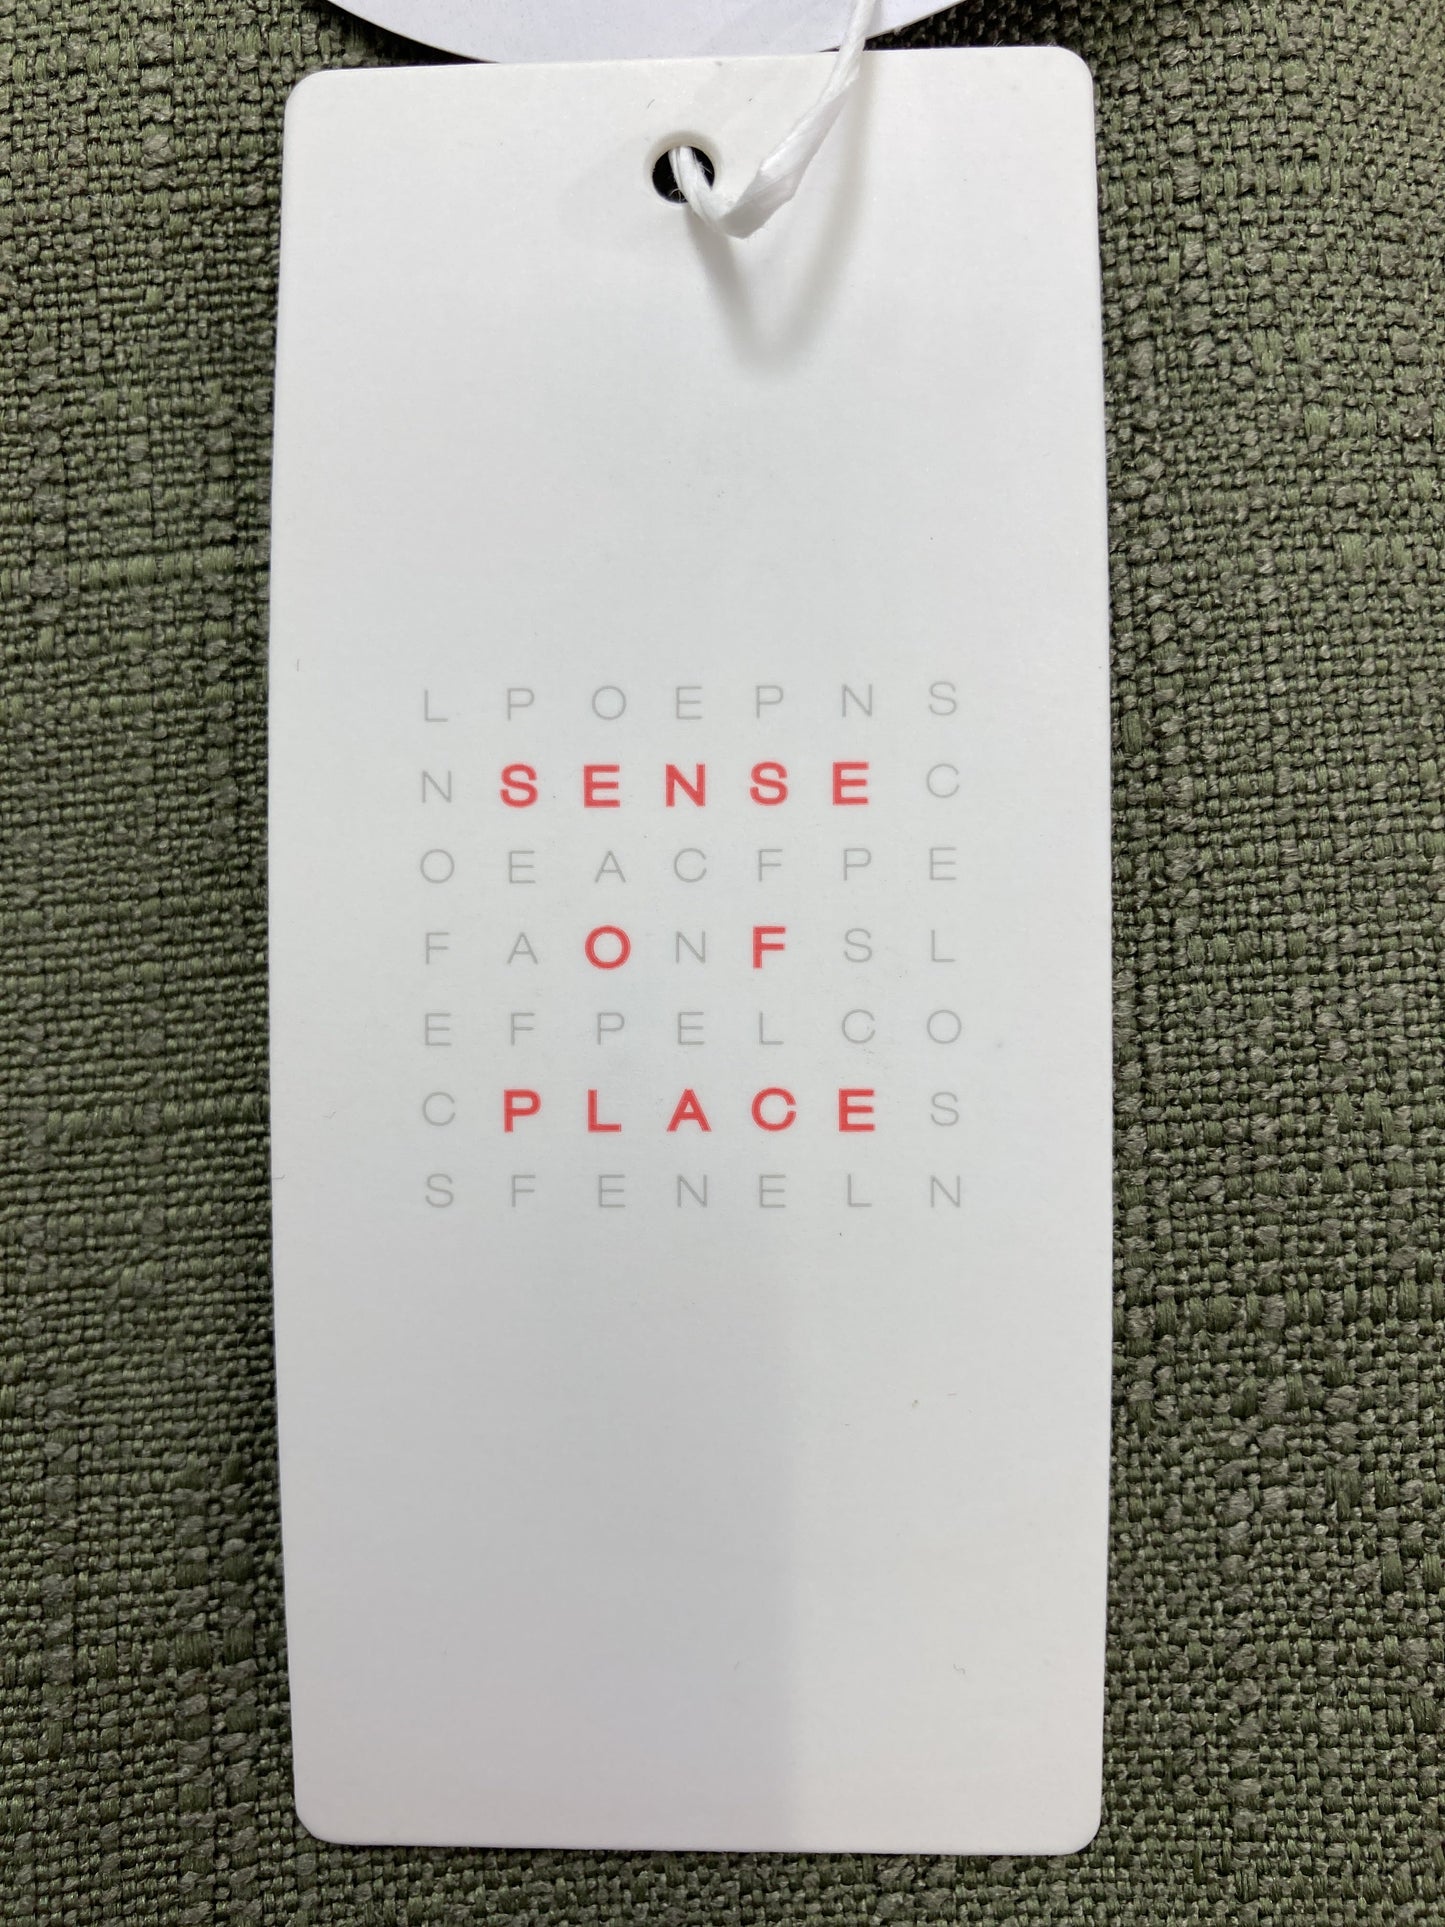 L P O E P N S
N S E N S E C
O E A C F P E
F A O N F S L
E F P E L C O
C P L A C E S
S F E N E L N